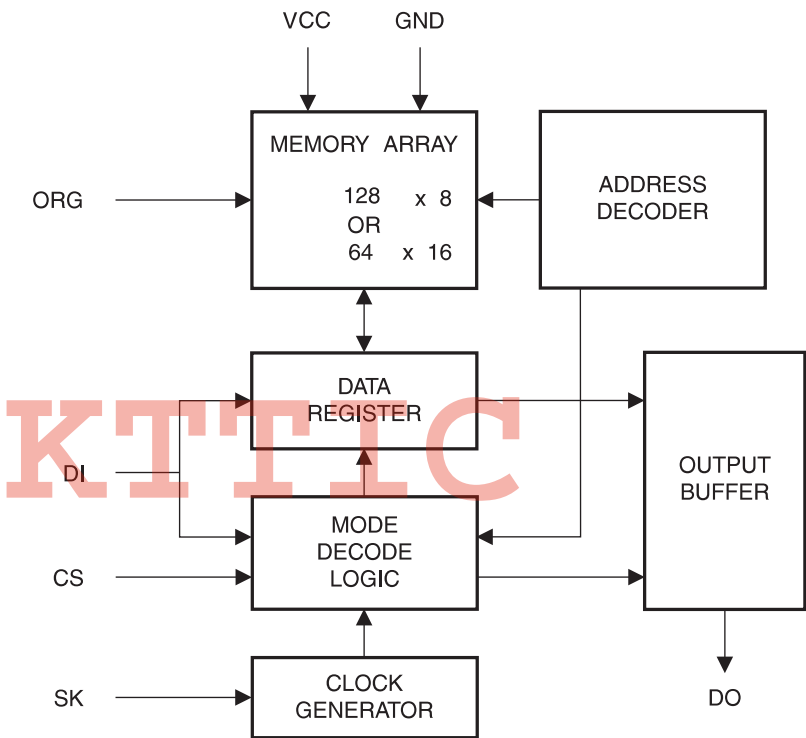 VCC GND
MEMORY ARRAY
128 x 8
OR
64 x 16
ORG
ADDRESS
DECODER
DATA
REGISTER
KTTIC
DI
OUTPUT
BUFFER
MODE
DECODE
LOGIC
CS
CLOCK
GENERATOR
SK
DO